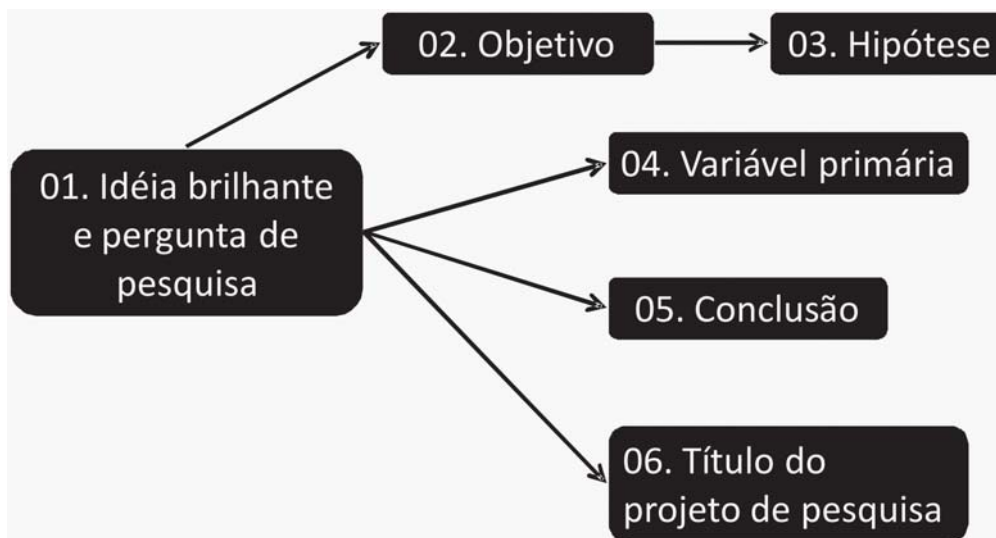 02. Objetivo
03. Hipótese
01. Idéia brilhante
e pergunta de
pesquisa
04. Variável primária
05. Conclusão
06. Título do
projeto de pesquisa